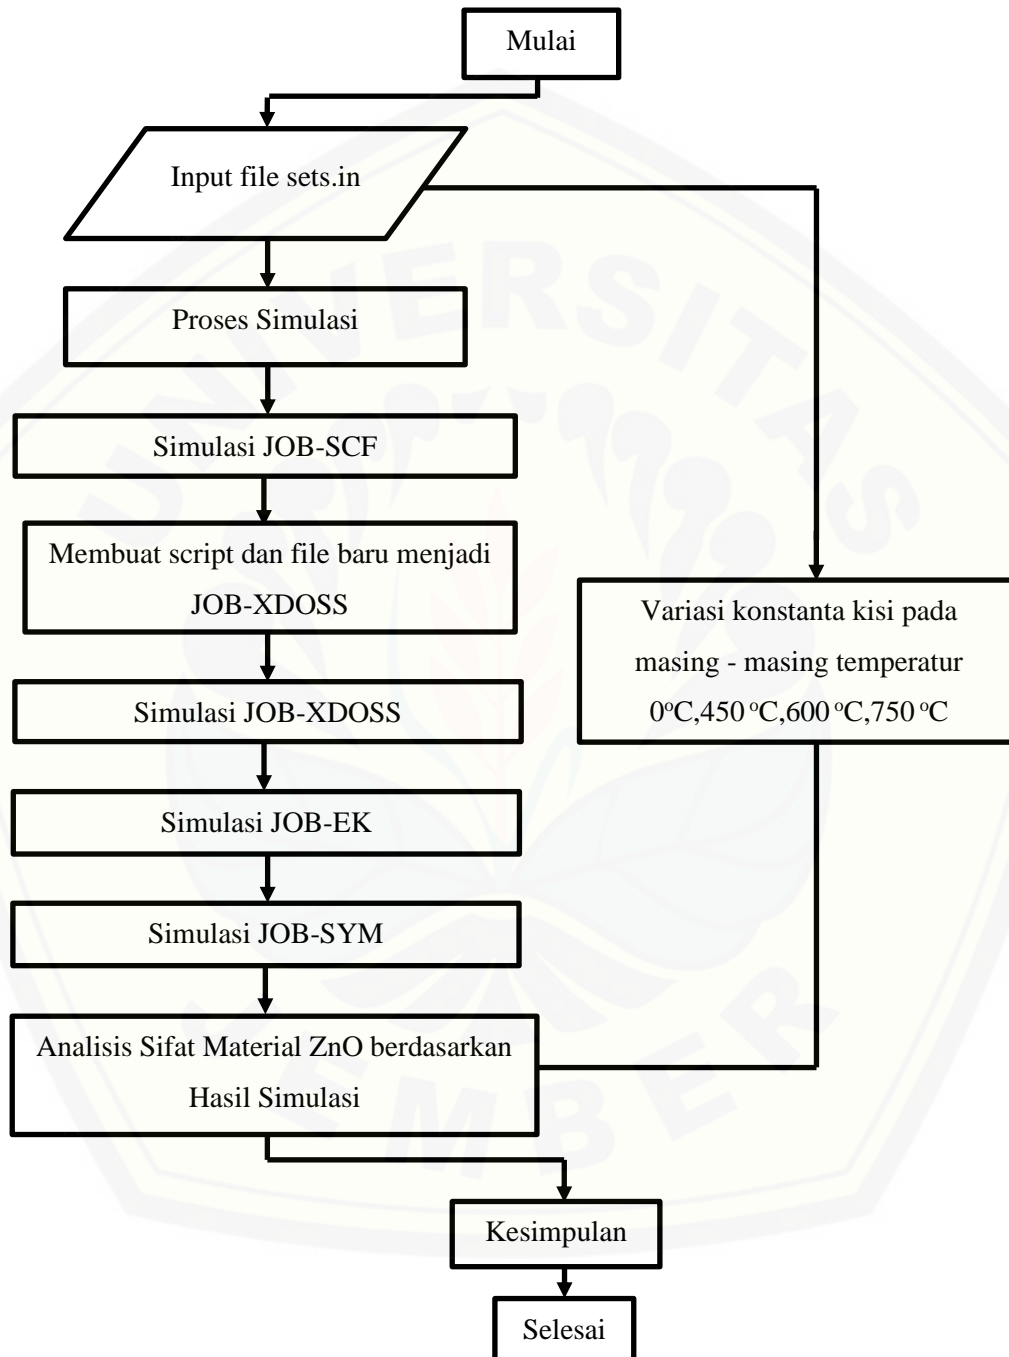 Mulai
Input file sets.in
Proses Simulasi
Simulasi JOB-SCF
Membuat script dan file baru menjadi
JOB-XDOSS
Simulasi JOB-XDOSS
Simulasi JOB-EK
Simulasi JOB-SYM
Analisis Sifat Material ZnO berdasarkan
Hasil Simulasi
Variasi konstanta kisi pada
masing - masing temperatur
0°C,450 °C,600 °C,750 °C
Kesimpulan
Selesai
UNIVERSITAS
JEMBER